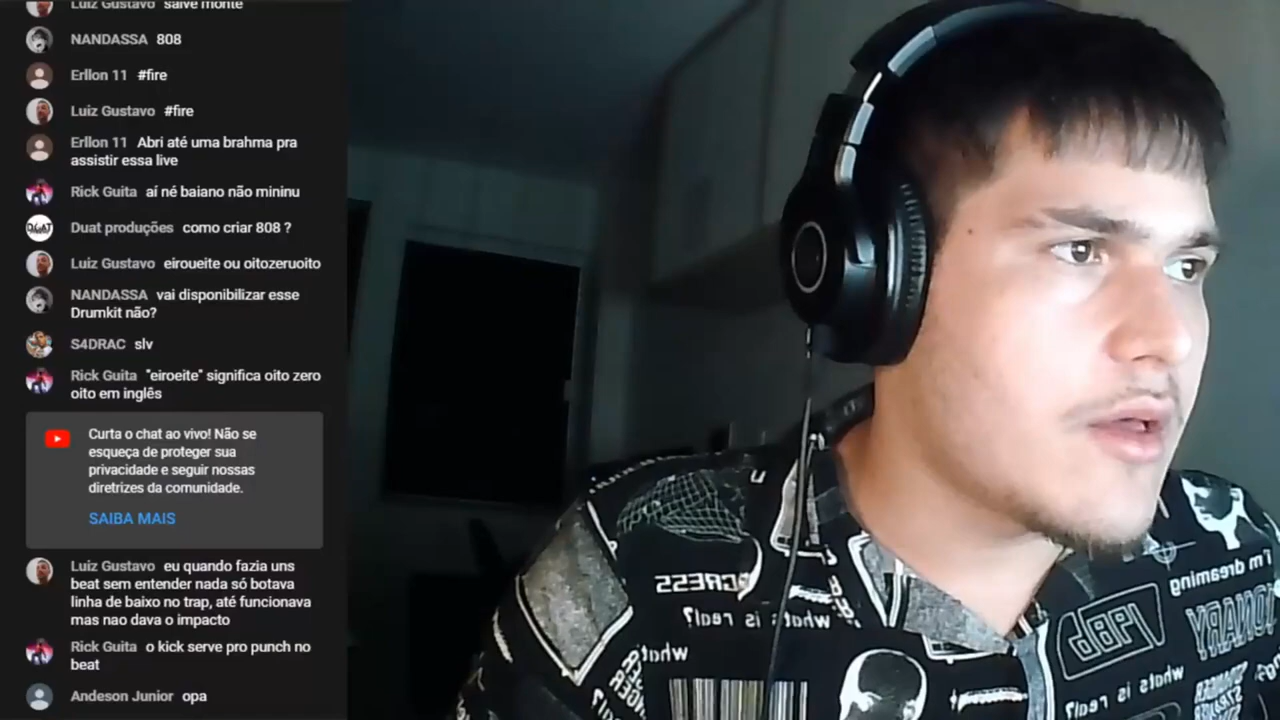 Luiz Gustavo salve monte
NANDASSA 808
Erllon 11 #fire
Luiz Gustavo #fire
Erllon 11 Abri até uma brahma pra
assistir essa live
Rick Guita aí né baiano não mininu
Duat produções como criar 808 ?
Luiz Gustavo eiroueite ou oitozeruoito
NANDASSA vai disponibilizar esse
Drumkit não?
S4DRAC slv
Rick Guita "eiroeite" significa oito zero
oito em inglês
Curta o chat ao vivo! Não se
esqueça de proteger sua
privacidade e seguir nossas
diretrizes da comunidade.
SAIBA MAIS
Luiz Gustavo eu quando fazia uns
beat sem entender nada só botava
linha de baixo no trap, até funcionava
mas nao dava o impacto
Rick Guita o kick serve pro punch no
beat
Andeson Junior opa
what is real?
what
whats is real?
i'm dreaming
1986
whats is real?